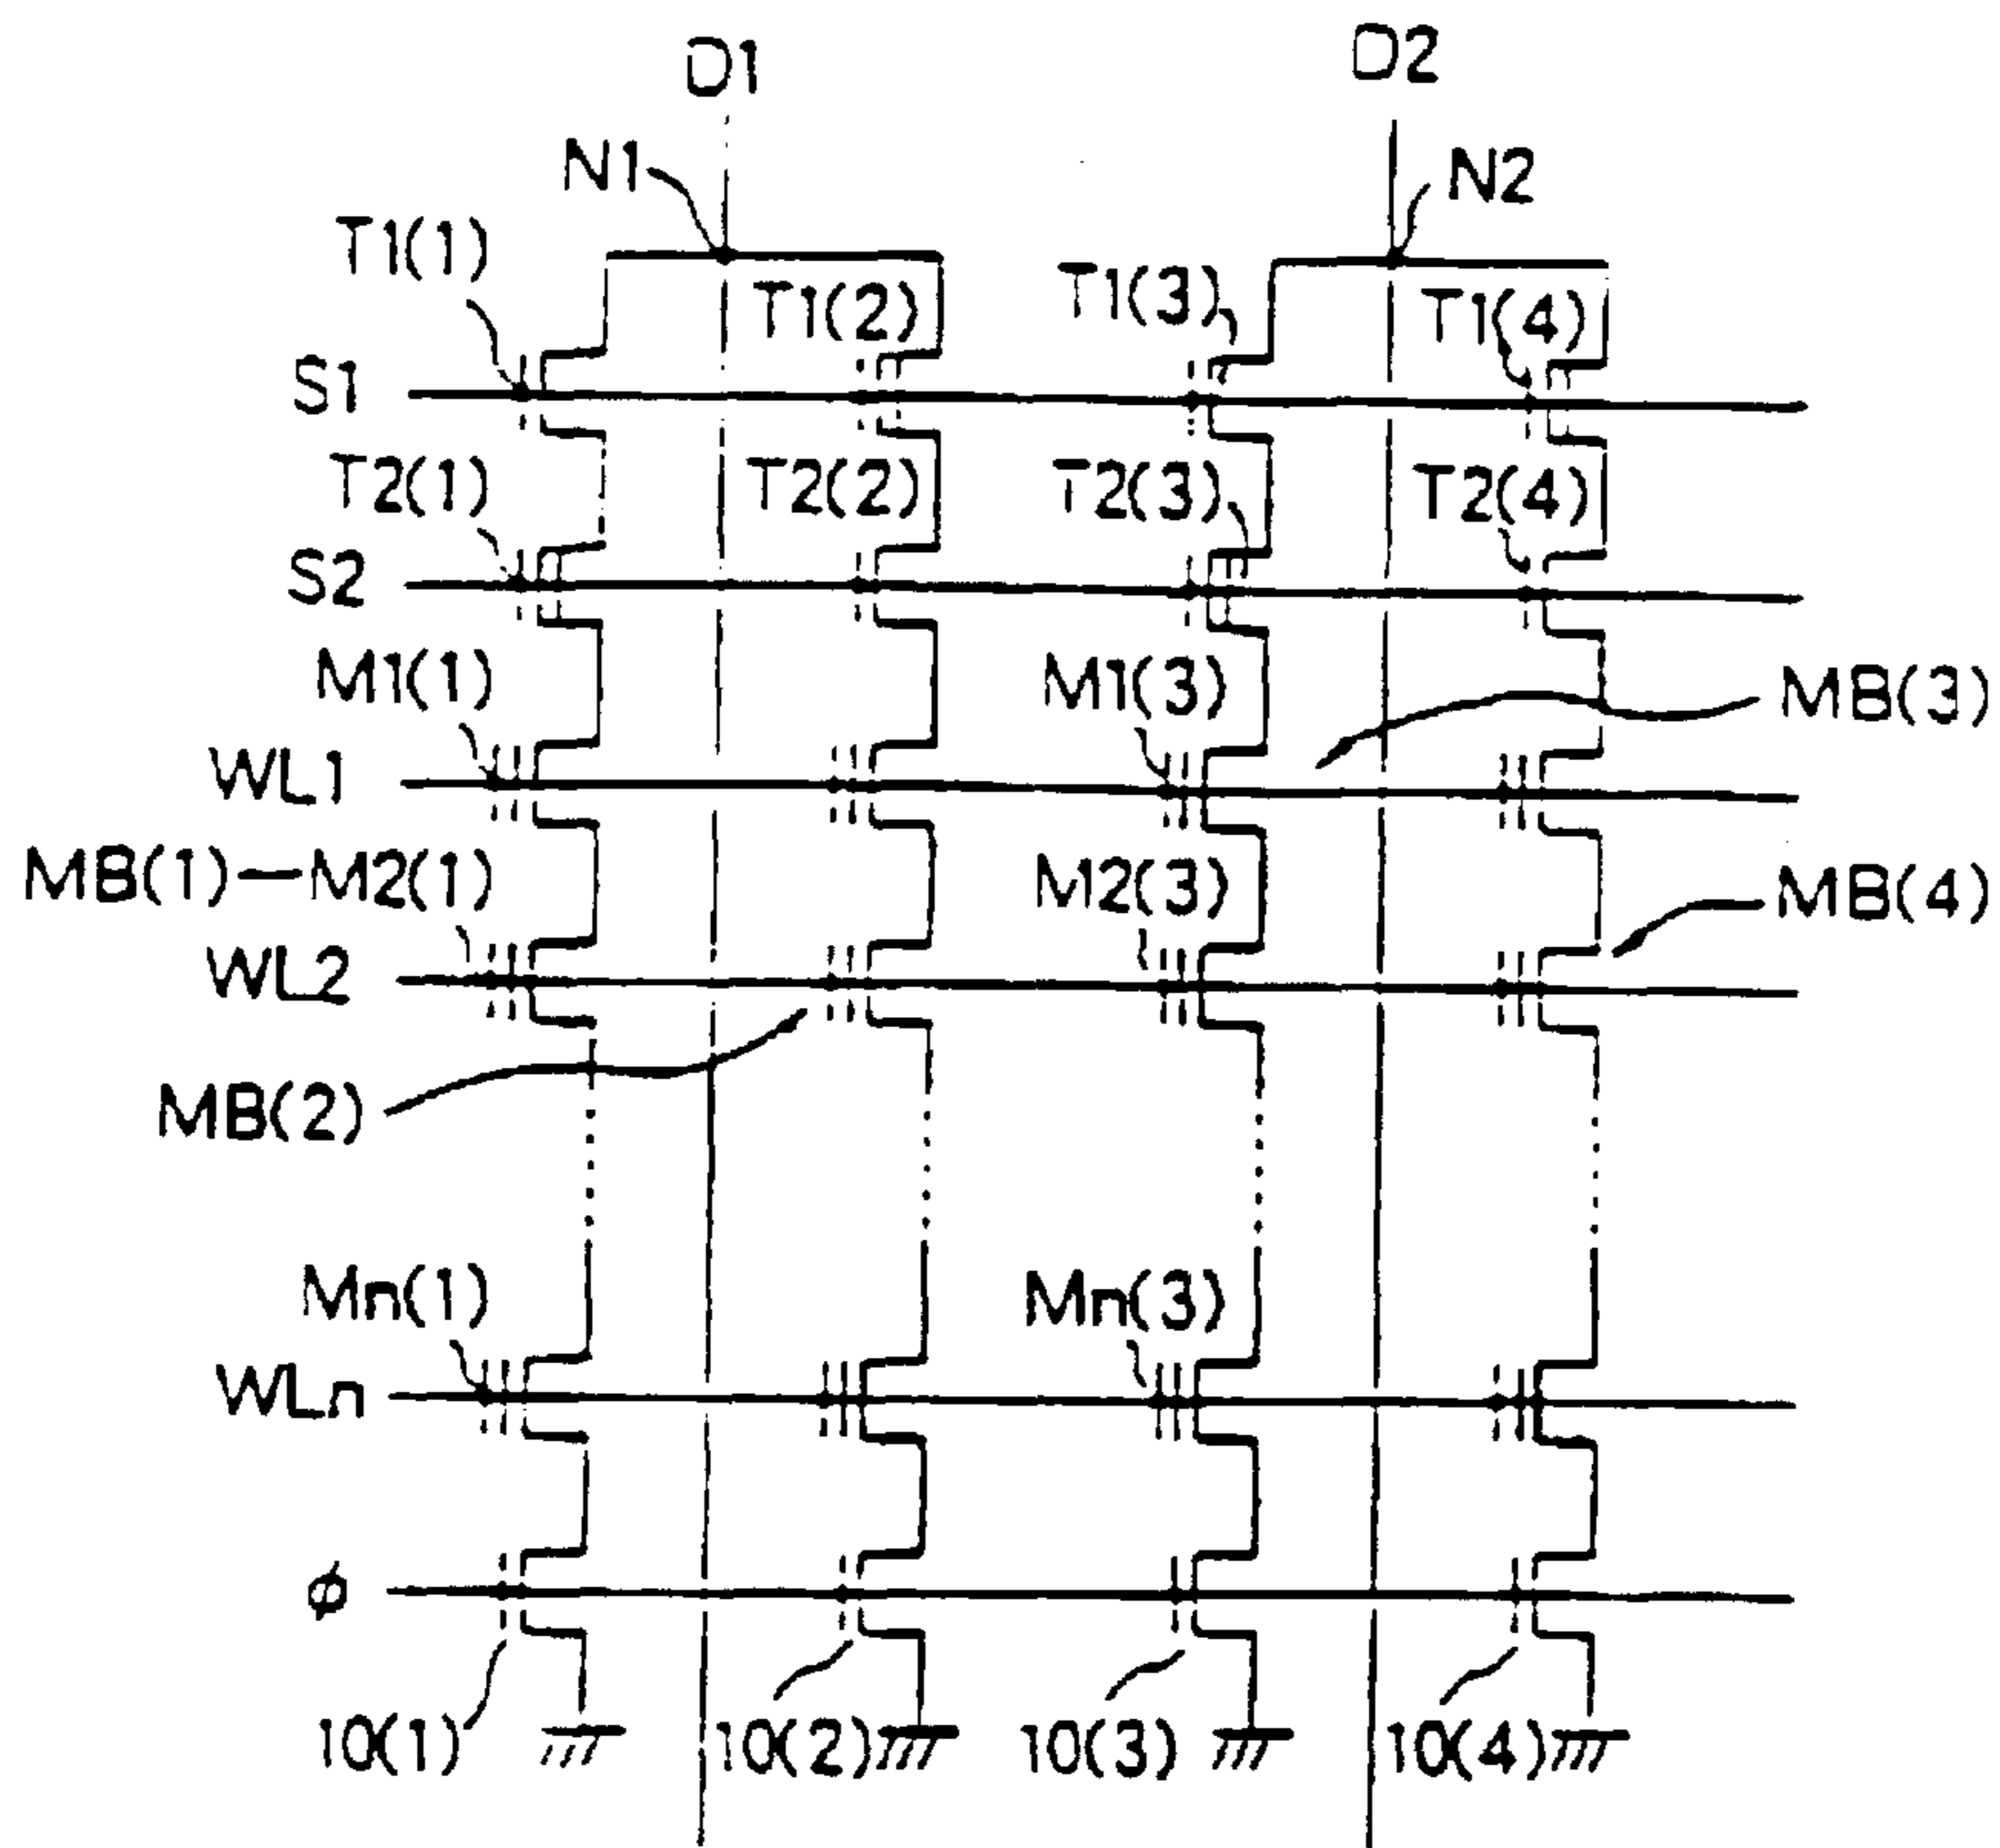 D1 D2
N1 N2
T1(1) T1(2) T1(3) T1(4)
S1
T2(1) T2(2) T2(3) T2(4)
S2
M1(1) M1(3) MB(3)
WL1
MB(1)—M2(1) M2(3) MB(4)
WL2
MB(2)
Mn(1) Mn(3)
WLn
φ
10(1) 10(2) 10(3) 10(4)